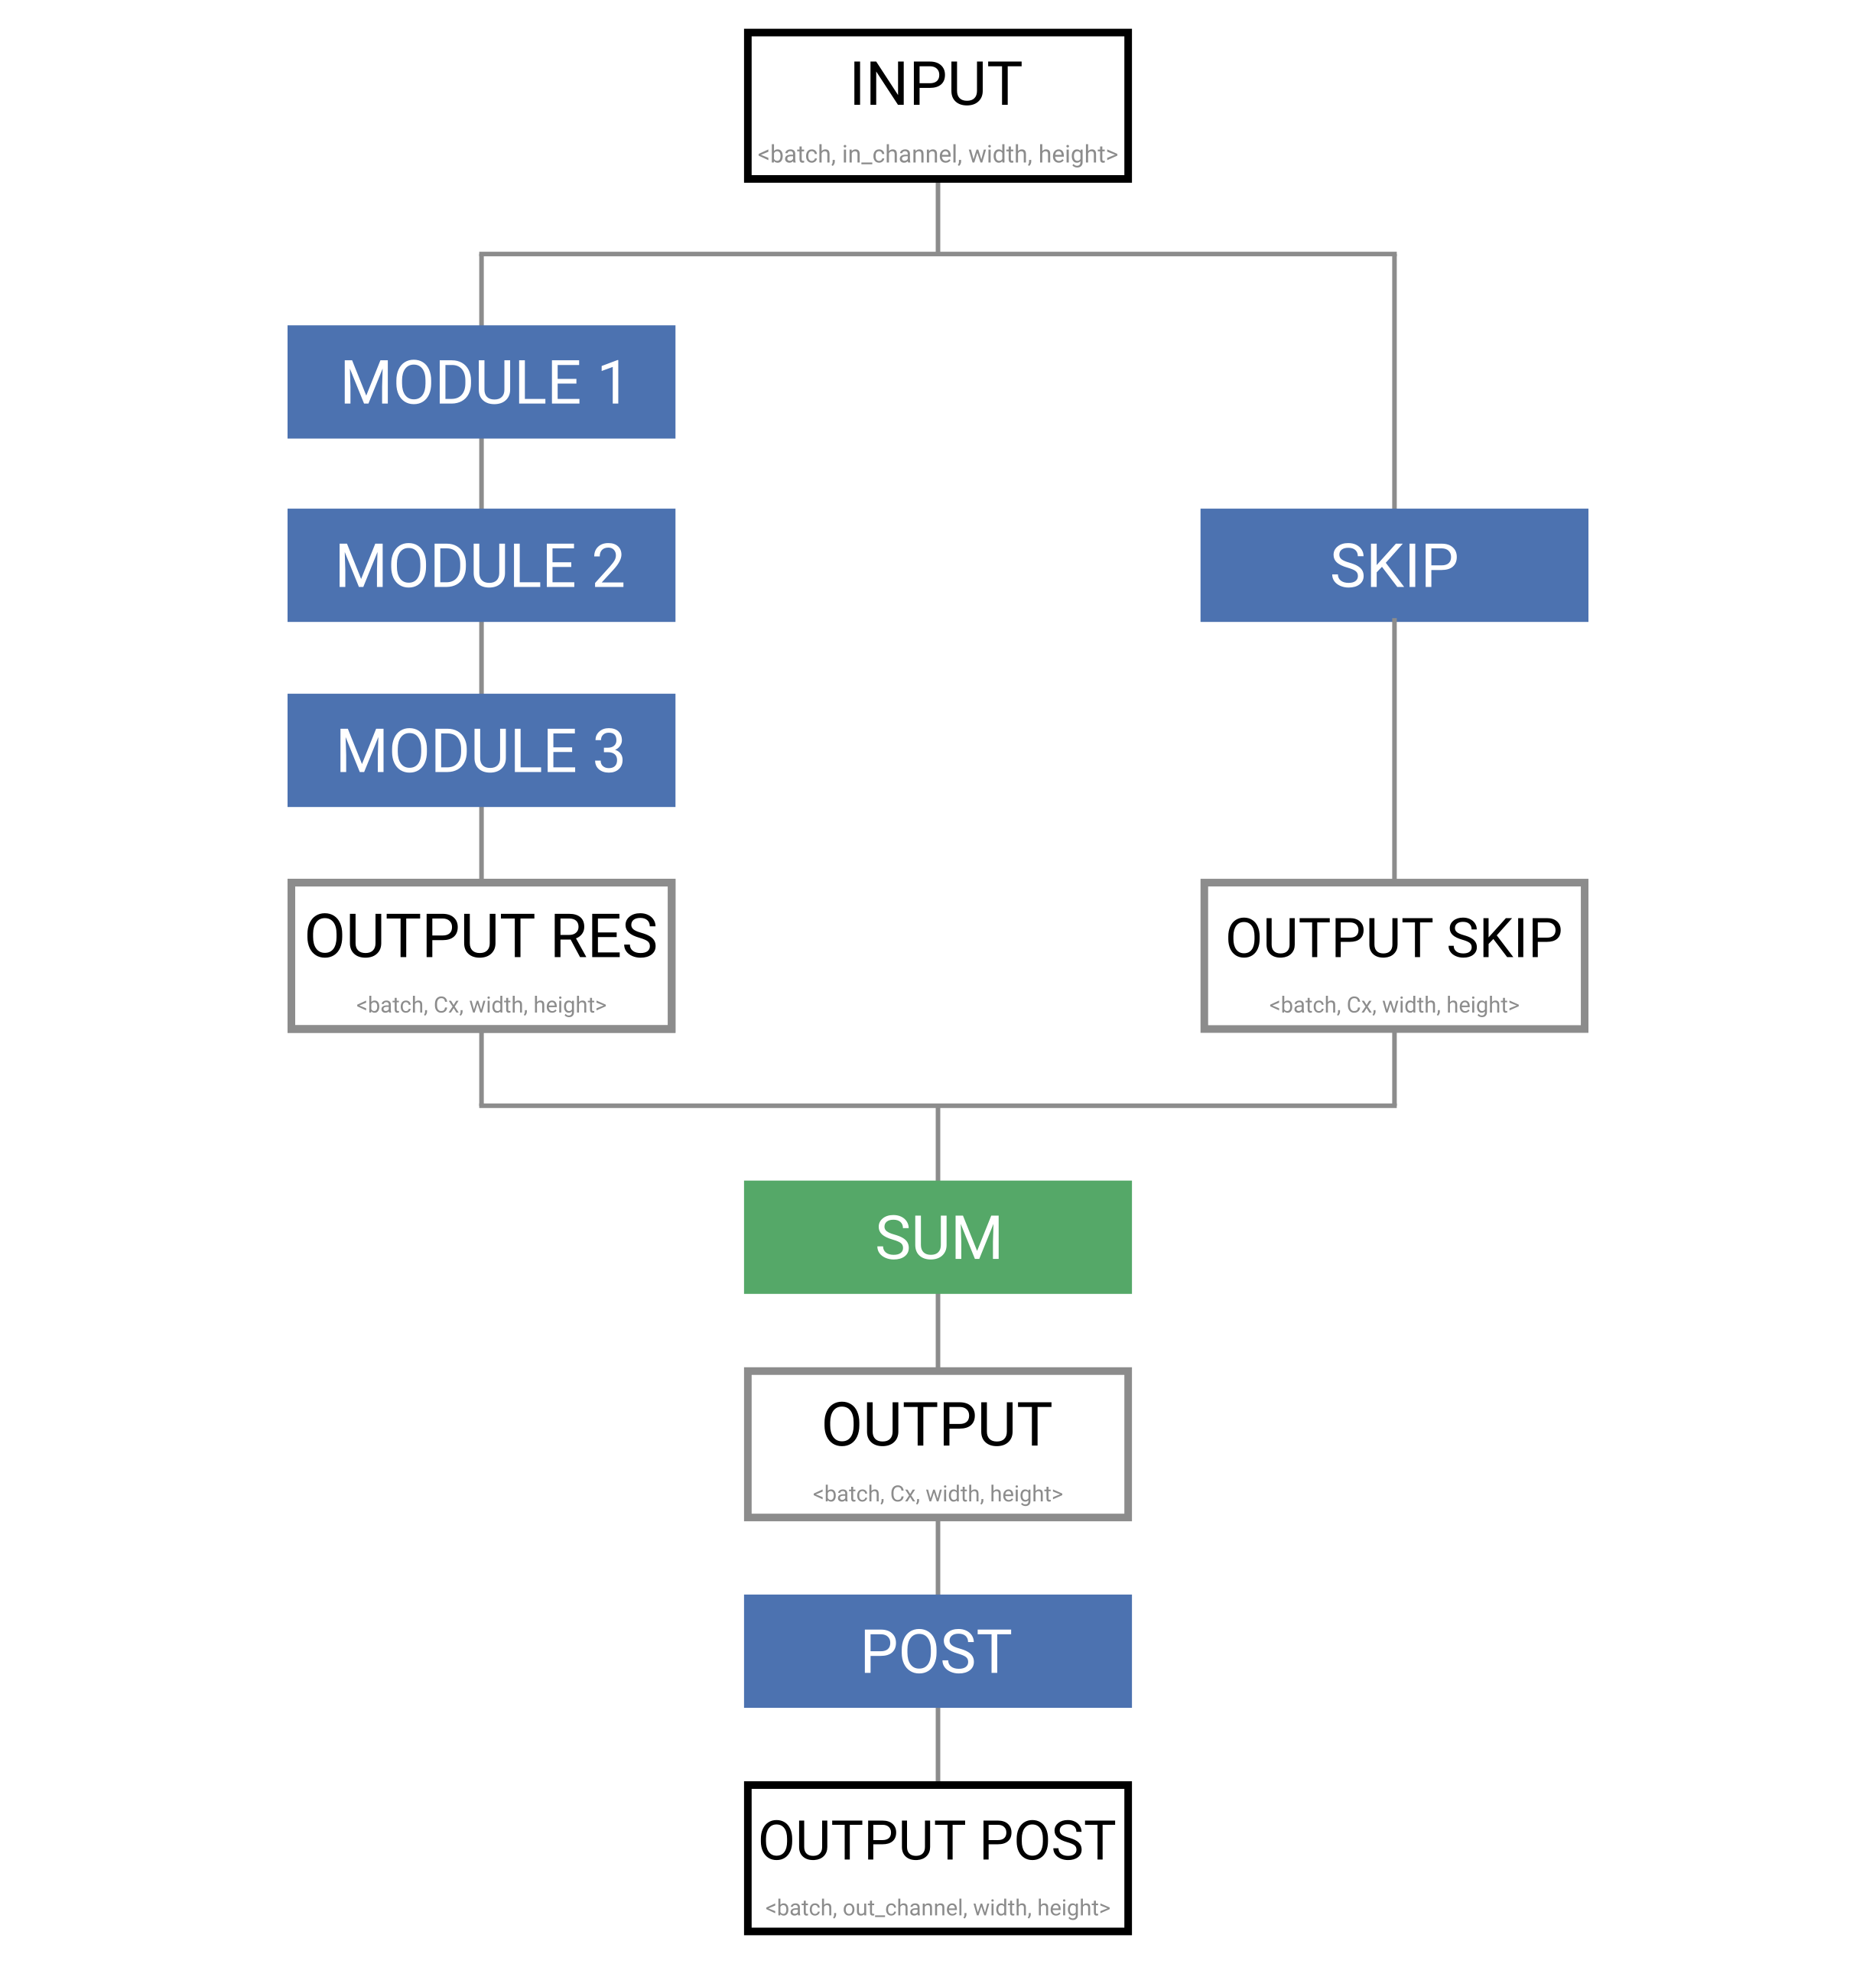 INPUT
<batch, in_channel, width, height>
MODULE 1
MODULE 2
SKIP
MODULE 3
OUTPUT RES
<batch, Cx, width, height>
OUTPUT SKIP
<batch, Cx, width, height>
SUM
OUTPUT
<batch, Cx, width, height>
POST
OUTPUT POST
<batch, out_channel, width, height>